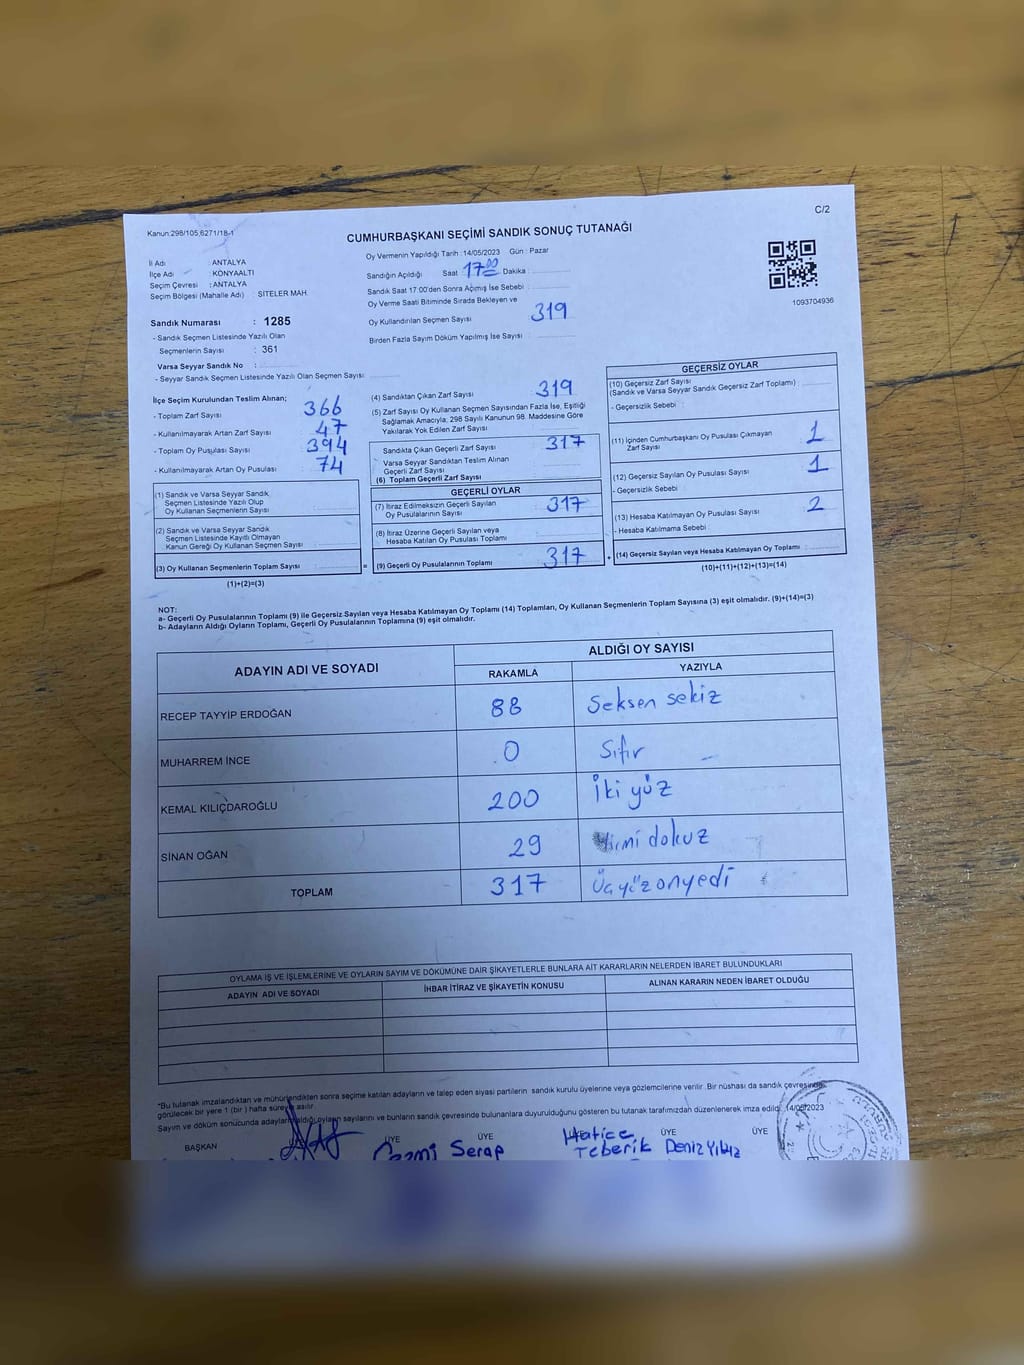 C/2
Kanun:298/105,6271/18-1
CUMHURBAŞKANI SEÇİMİ SANDIK SONUÇ TUTANAĞI
İl Adı : ANTALYA
İlçe Adı : KONYAALTI
Seçim Çevresi : ANTALYA
Seçim Bölgesi (Mahalle Adı) : SİTELER MAH.
Oy Vermenin Yapıldığı Tarih : 14/05/2023 Gün : Pazar
Sandığın Açıldığı Saat 17:00 Dakika :
Sandık Saat 17:00'den Sonra Açımış İse Sebebi :
Oy Verme Saati Bitiminde Sırada Bekleyen ve
Oy Kullandırılan Seçmen Sayısı 319
Birden Fazla Sayım Döküm Yapılmış İse Sayısı :
1093704936
Sandık Numarası : 1285
- Sandık Seçmen Listesinde Yazılı Olan
Seçmenlerin Sayısı : 361
Varsa Seyyar Sandık No :
- Seyyar Sandık Seçmen Listesinde Yazılı Olan Seçmen Sayısı :
İlçe Seçim Kurulundan Teslim Alınan;
- Toplam Zarf Sayısı : 366
- Kullanılmayarak Artan Zarf Sayısı : 47
- Toplam Oy Pusulası Sayısı : 394
- Kullanılmayarak Artan Oy Pusulası : 74
(1) Sandık ve Varsa Seyyar Sandık
Seçmen Listesinde Yazılı Olup
Oy Kullanan Seçmenlerin Sayısı :
(2) Sandık ve Varsa Seyyar Sandık
Seçmen Listesinde Kayıtlı Olmayan
Kanun Gereği Oy Kullanan Seçmen Sayısı :
(3) Oy Kullanan Seçmenlerin Toplam Sayısı :
(1)+(2)=(3)
(4) Sandıktan Çıkan Zarf Sayısı 319
(5) Zarf Sayısı Oy Kullanan Seçmen Sayısından Fazla İse, Eşitliği
Sağlamak Amacıyla; 298 Sayılı Kanunun 98. Maddesine Göre
Yakılarak Yok Edilen Zarf Sayısı :
Sandıkta Çıkan Geçerli Zarf Sayısı : 317
Varsa Seyyar Sandıktan Teslim Alınan
Geçerli Zarf Sayısı
(6) Toplam Geçerli Zarf Sayısı
GEÇERLİ OYLAR
(7) İtiraz Edilmeksizin Geçerli Sayılan
Oy Pusulalarının Sayısı : 317
(8) İtiraz Üzerine Geçerli Sayılan veya
Hesaba Katılan Oy Pusulası Toplamı :
(9) Geçerli Oy Pusulalarının Toplamı 317
GEÇERSİZ OYLAR
(10) Geçersiz Zarf Sayısı
(Sandık ve Varsa Seyyar Sandık Geçersiz Zarf Toplamı) :
- Geçersizlik Sebebi :
(11) İçinden Cumhurbaşkanı Oy Pusulası Çıkmayan
Zarf Sayısı 1
(12) Geçersiz Sayılan Oy Pusulası Sayısı 1
- Geçersizlik Sebebi
(13) Hesaba Katılmayan Oy Pusulası Sayısı 2
- Hesaba Katılmama Sebebi :
(14) Geçersiz Sayılan veya Hesaba Katılmayan Oy Toplamı :
(10)+(11)+(12)+(13)=(14)
NOT:
a- Geçerli Oy Pusulalarının Toplamı (9) ile Geçersiz Sayılan veya Hesaba Katılmayan Oy Toplamı (14) Toplamları, Oy Kullanan Seçmenlerin Toplam Sayısına (3) eşit olmalıdır. (9)+(14)=(3)
b- Adayların Aldığı Oyların Toplamı, Geçerli Oy Pusulalarının Toplamına (9) eşit olmalıdır.
ADAYIN ADI VE SOYADI ALDIĞI OY SAYISI
RAKAMLA YAZIYLA
RECEP TAYYİP ERDOĞAN 88 Seksen sekiz
MUHARREM İNCE 0 Sıfır
KEMAL KILIÇDAROĞLU 200 İki yüz
SİNAN OĞAN 29 Yirmi dokuz
TOPLAM 317 Üçyüzonyedi
OYLAMA İŞ VE İŞLEMLERİNE VE OYLARIN SAYIM VE DÖKÜMÜNE DAİR ŞİKAYETLERLE BUNLARA AİT KARARLARIN NELERDEN İBARET BULUNDUKLARI
ADAYIN ADI VE SOYADI İHBAR İTİRAZ VE ŞİKAYETİN KONUSU ALINAN KARARIN NEDEN İBARET OLDUĞU
*Bu tutanak imzalandıktan ve mühürlendikten sonra seçime katılan adayların ve talep eden siyasi partilerin sandık kurulu üyelerine veya gözlemcilerine verilir. Bir nüshası da sandık çevresinde
görülecek bir yere 1 (bir) hafta süreyle asılır.
Sayım ve döküm sonucunda adayların aldığı oyların sayılarını ve bunların sandık çevresinde bulunanlara duyurulduğunu gösteren bu tutanak tarafımızdan düzenlenerek imza edildi. 14/05/2023
BAŞKAN ÜYE ÜYE ÜYE ÜYE
Serap Hatice
Teberik Deniz Yıldız